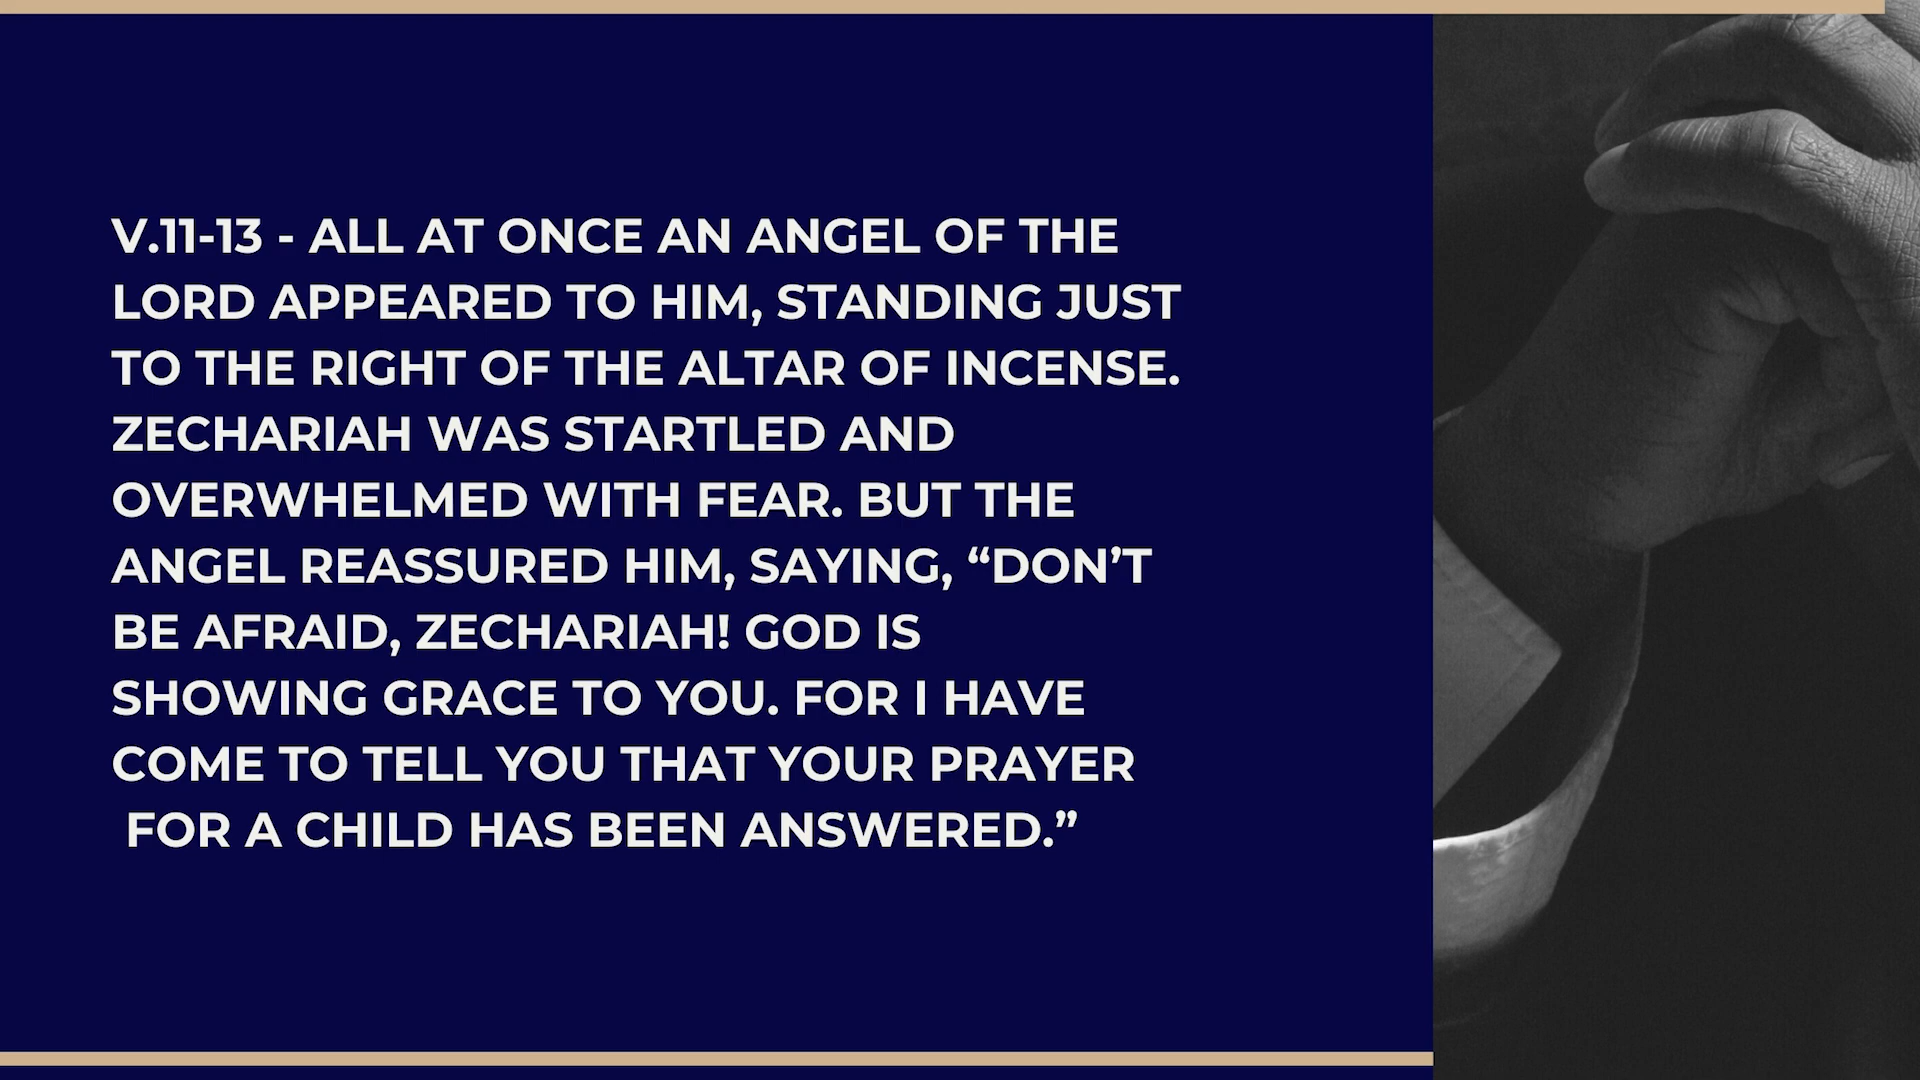 V.11-13 - ALL AT ONCE AN ANGEL OF THE
LORD APPEARED TO HIM, STANDING JUST
TO THE RIGHT OF THE ALTAR OF INCENSE.
ZECHARIAH WAS STARTLED AND
OVERWHELMED WITH FEAR. BUT THE
ANGEL REASSURED HIM, SAYING, “DON’T
BE AFRAID, ZECHARIAH! GOD IS
SHOWING GRACE TO YOU. FOR I HAVE
COME TO TELL YOU THAT YOUR PRAYER
FOR A CHILD HAS BEEN ANSWERED.”